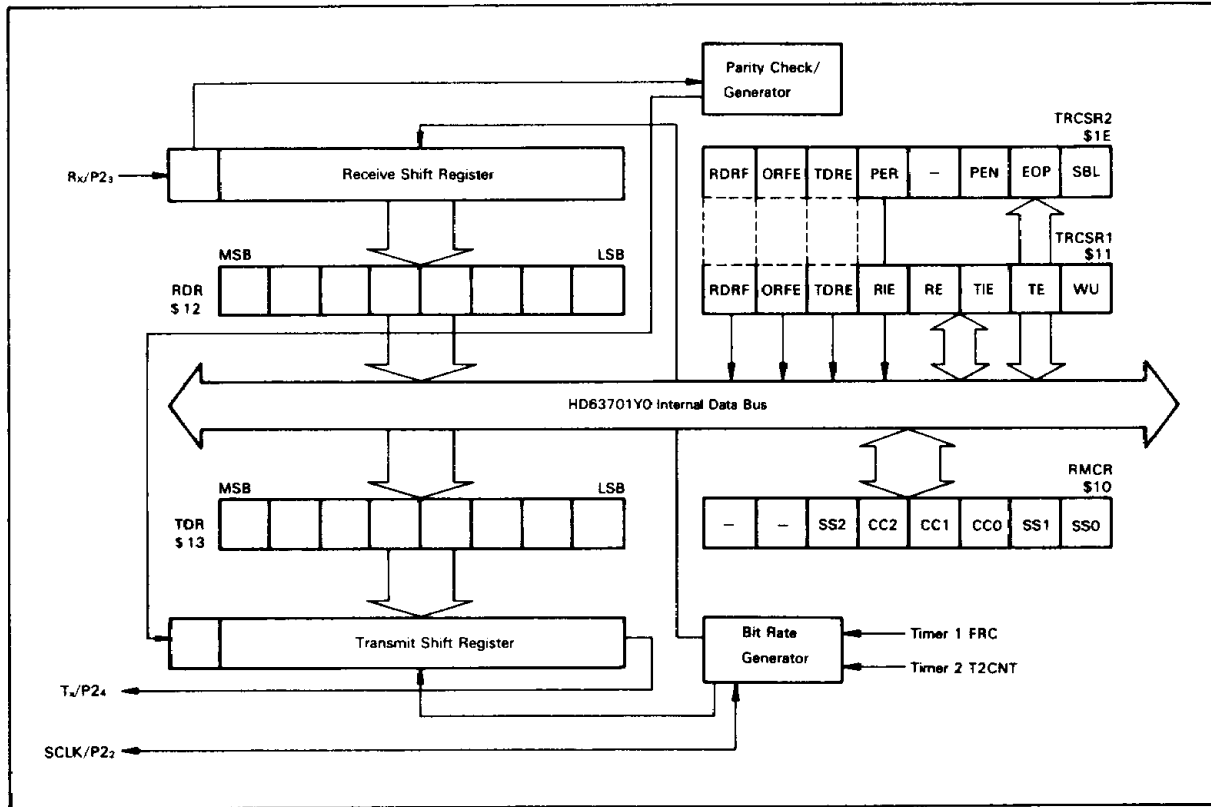 Parity Check/
Generator
TRCSR2
$1E
Rx/P2₃
Receive Shift Register
RDRF ORFE TDRE PER – PEN EOP SBL
TRCSR1
$11
MSB LSB
RDR
$12
RDRF ORFE TDRE RIE RE TIE TE WU
HD63701Y0 Internal Data Bus
MSB LSB
RMCR
$10
TDR
$13
– – SS2 CC2 CC1 CC0 SS1 SS0
Transmit Shift Register
Bit Rate
Generator
Timer 1 FRC
Timer 2 T2CNT
Tx/P2₄
SCLK/P2₂